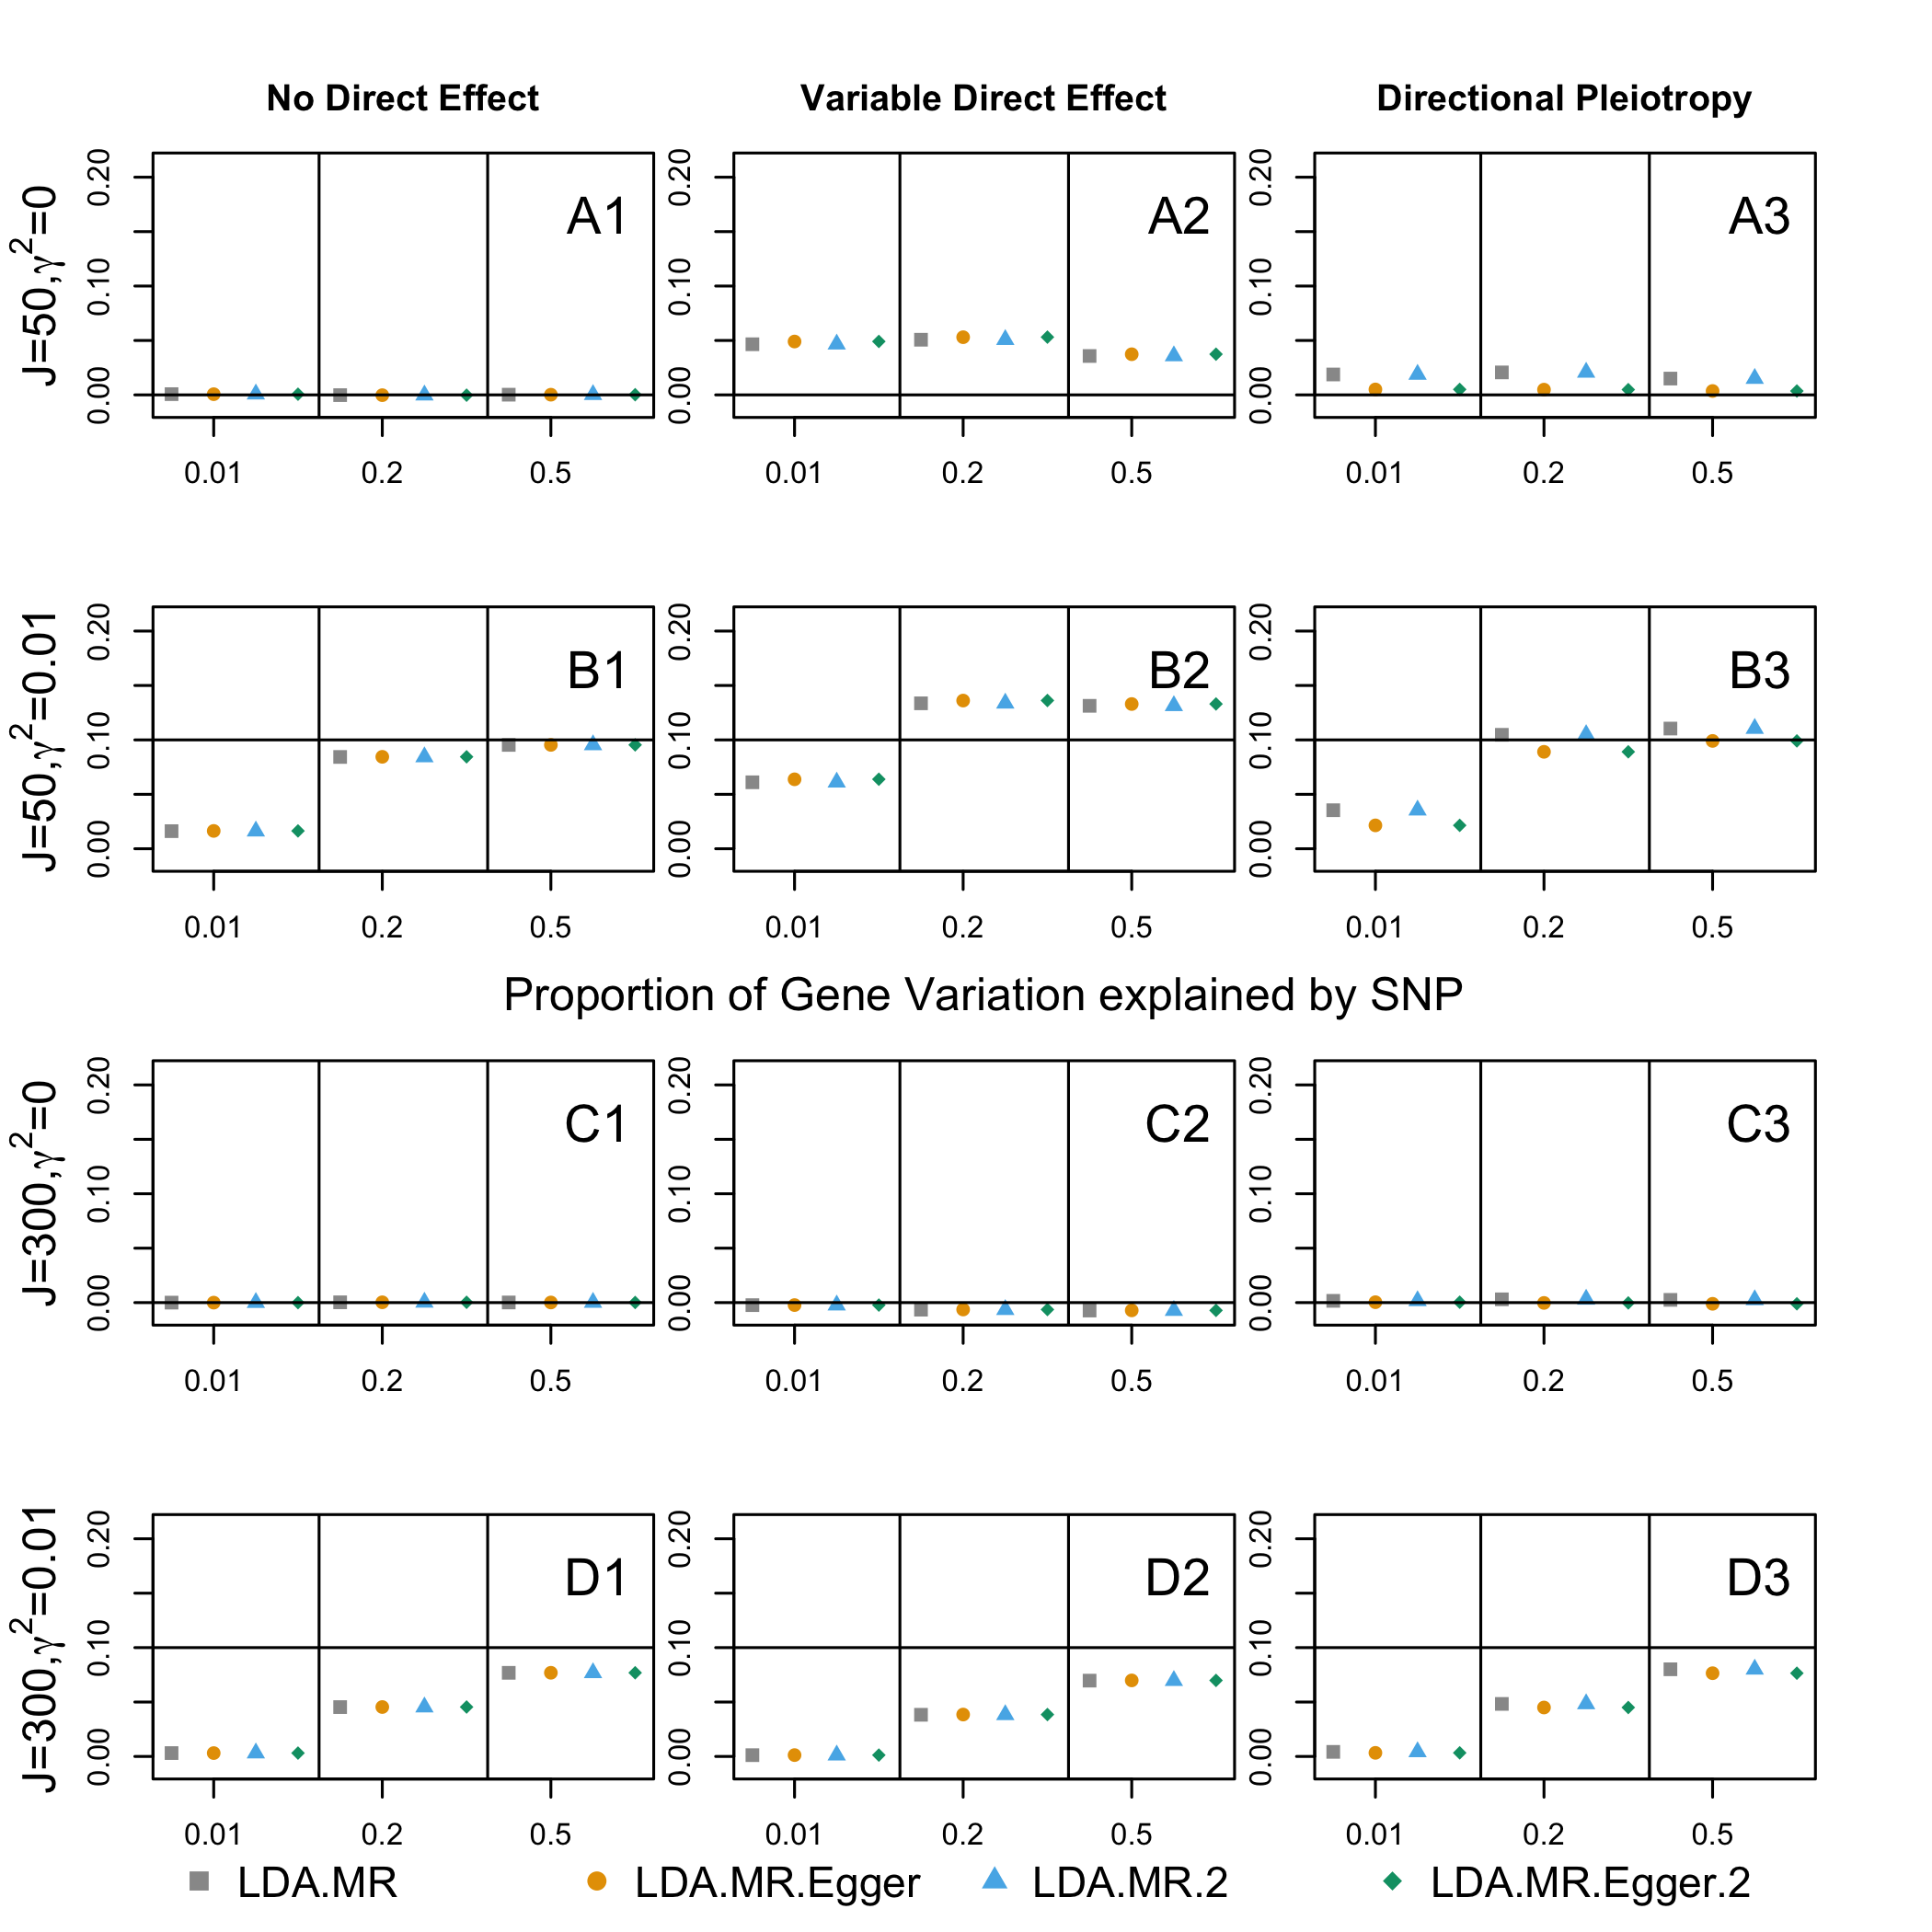 No Direct Effect Variable Direct Effect Directional Pleiotropy
J=50,γ²=0
0.00 0.10 0.20 A1 0.00 0.10 0.20 A2 0.00 0.10 0.20 A3
0.01 0.2 0.5 0.01 0.2 0.5 0.01 0.2 0.5
J=50,γ²=0.01
0.00 0.10 0.20 B1 0.00 0.10 0.20 B2 0.00 0.10 0.20 B3
0.01 0.2 0.5 0.01 0.2 0.5 0.01 0.2 0.5
Proportion of Gene Variation explained by SNP
J=300,γ²=0
0.00 0.10 0.20 C1 0.00 0.10 0.20 C2 0.00 0.10 0.20 C3
0.01 0.2 0.5 0.01 0.2 0.5 0.01 0.2 0.5
J=300,γ²=0.01
0.00 0.10 0.20 D1 0.00 0.10 0.20 D2 0.00 0.10 0.20 D3
0.01 0.2 0.5 0.01 0.2 0.5 0.01 0.2 0.5
LDA.MR LDA.MR.Egger LDA.MR.2 LDA.MR.Egger.2